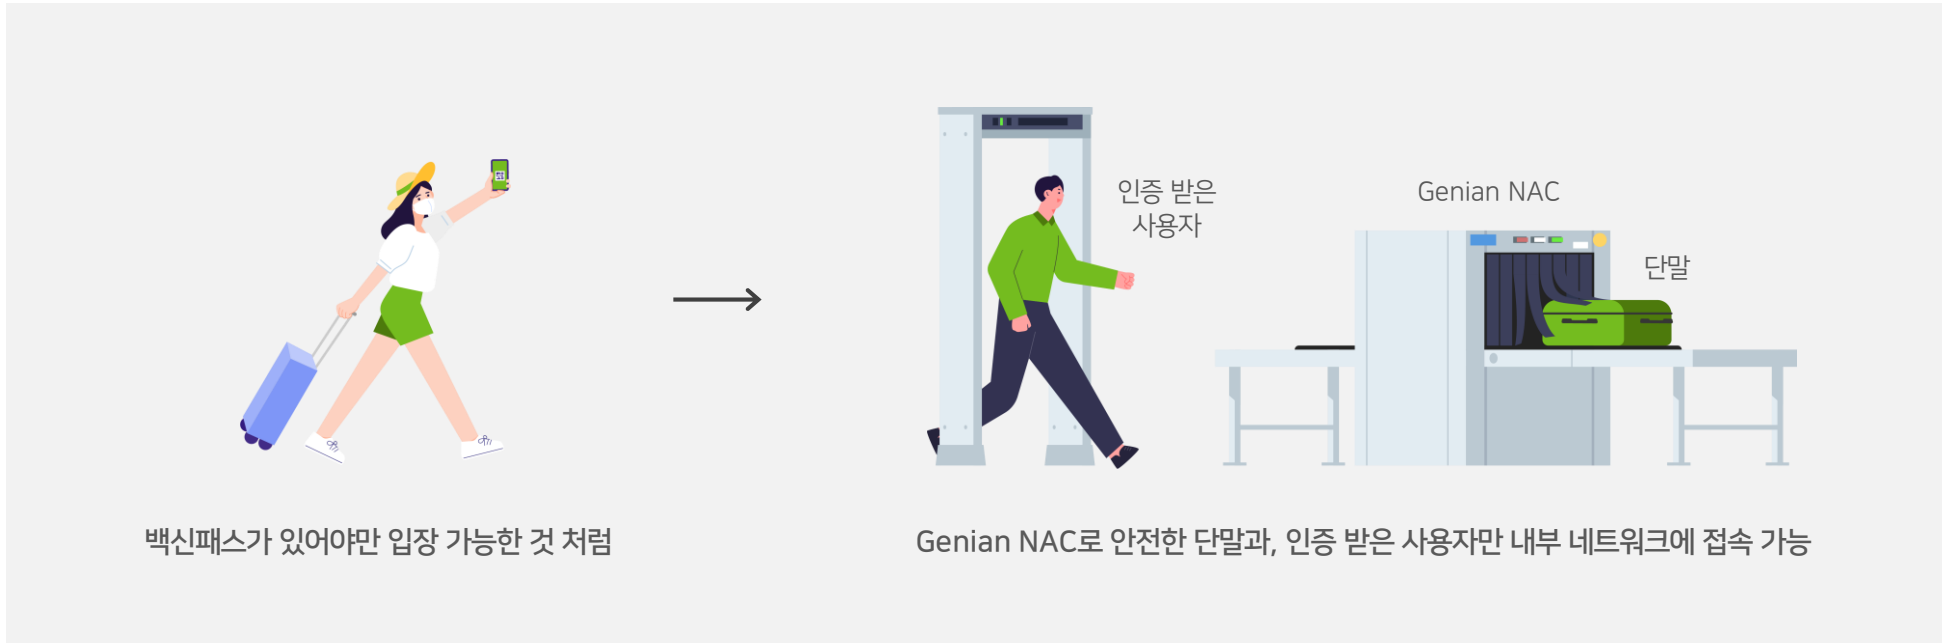 인증 받은
사용자
Genian NAC
단말
백신패스가 있어야만 입장 가능한 것 처럼
Genian NAC로 안전한 단말과, 인증 받은 사용자만 내부 네트워크에 접속 가능